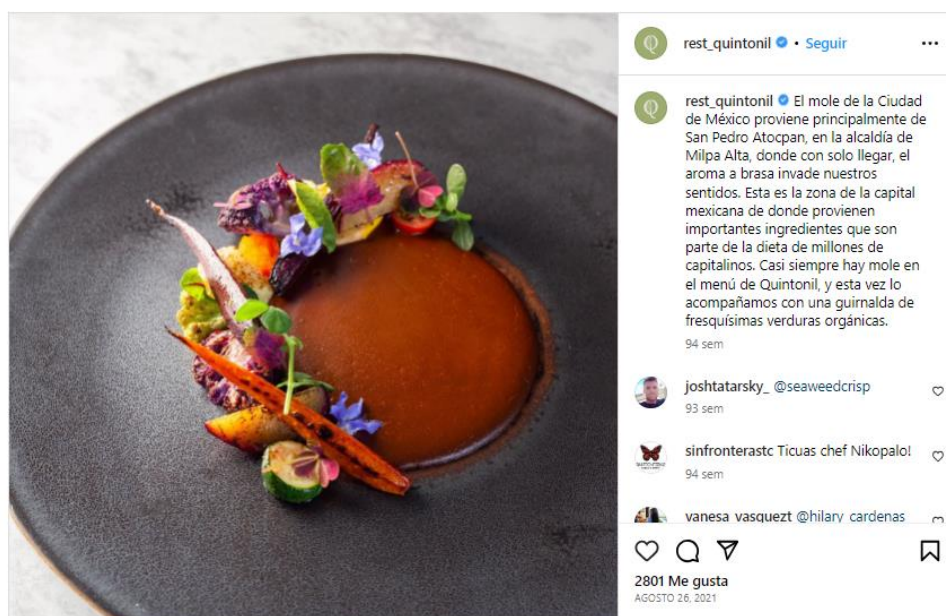 rest_quintonil • Seguir
rest_quintonil El mole de la Ciudad
de México proviene principalmente de
San Pedro Atocpan, en la alcaldía de
Milpa Alta, donde con solo llegar, el
aroma a brasa invade nuestros
sentidos. Esta es la zona de la capital
mexicana de donde provienen
importantes ingredientes que son
parte de la dieta de millones de
capitalinos. Casi siempre hay mole en
el menú de Quintonil, y esta vez lo
acompañamos con una guirnalda de
fresquísimas verduras orgánicas.
94 sem
joshtatarsky_ @seaweedcrisp
93 sem
sinfronterastc Ticuas chef Nikopalo!
94 sem
vanesa_vasquezt @hilary_cardenas
2801 Me gusta
AGOSTO 26, 2021